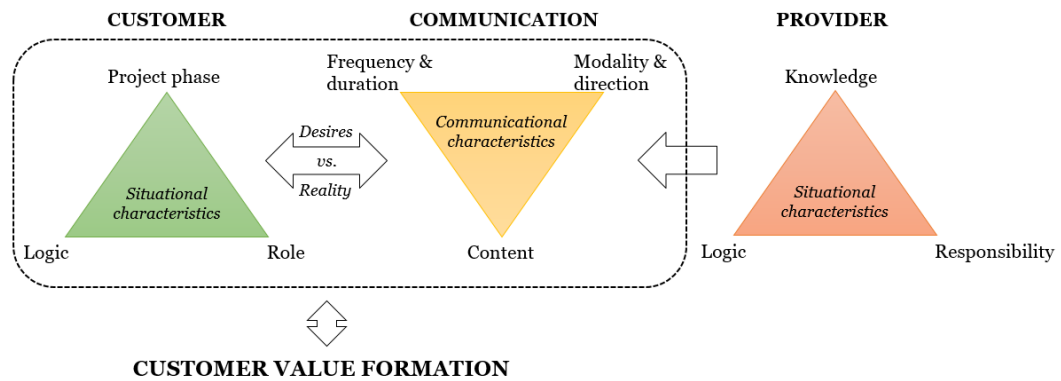 CUSTOMER
COMMUNICATION
PROVIDER
Project phase
Situational
characteristics
Logic
Role
Desires
vs.
Reality
Frequency &
duration
Modality &
direction
Communicational
characteristics
Content
Knowledge
Situational
characteristics
Logic
Responsibility
CUSTOMER VALUE FORMATION